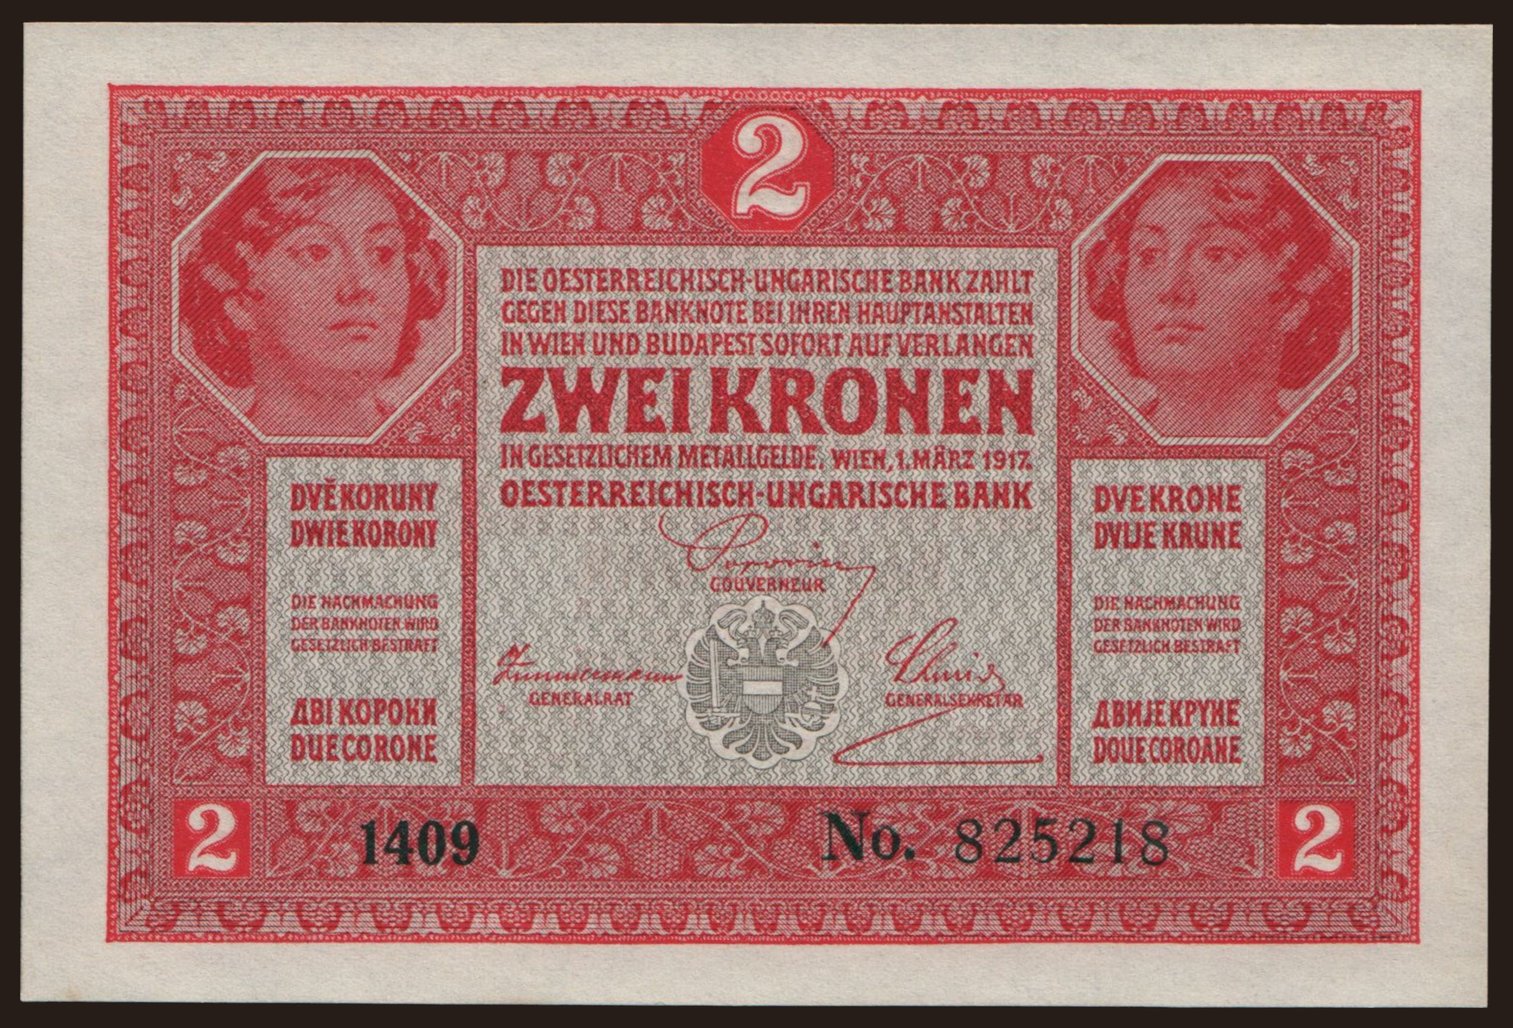 2
DIE OESTERREICHISCH-UNGARISCHE BANK ZAHLT
GEGEN DIESE BANKNOTE BEI IHREN HAUPTANSTALTEN
IN WIEN UND BUDAPEST SOFORT AUF VERLANGEN
ZWEI KRONEN
IN GESETZLICHEM METALLGELDE. WIEN, 1. MÄRZ 1917.
OESTERREICHISCH-UNGARISCHE BANK
Popovics
GOUVERNEUR
GENERALRAT
GENERALSEKRETÄR
DVĚ KORUNY
DWIE KORONY
DIE NACHMACHUNG
DER BANKNOTEN WIRD
GESETZLICH BESTRAFT
ДВІ КОРОНИ
DUE CORONE
DVE KRONE
DVIJE KRUNE
DIE NACHMACHUNG
DER BANKNOTEN WIRD
GESETZLICH BESTRAFT
ДВИЈЕ КРУНЕ
DOUE COROANE
2
1409
No. 825218
2